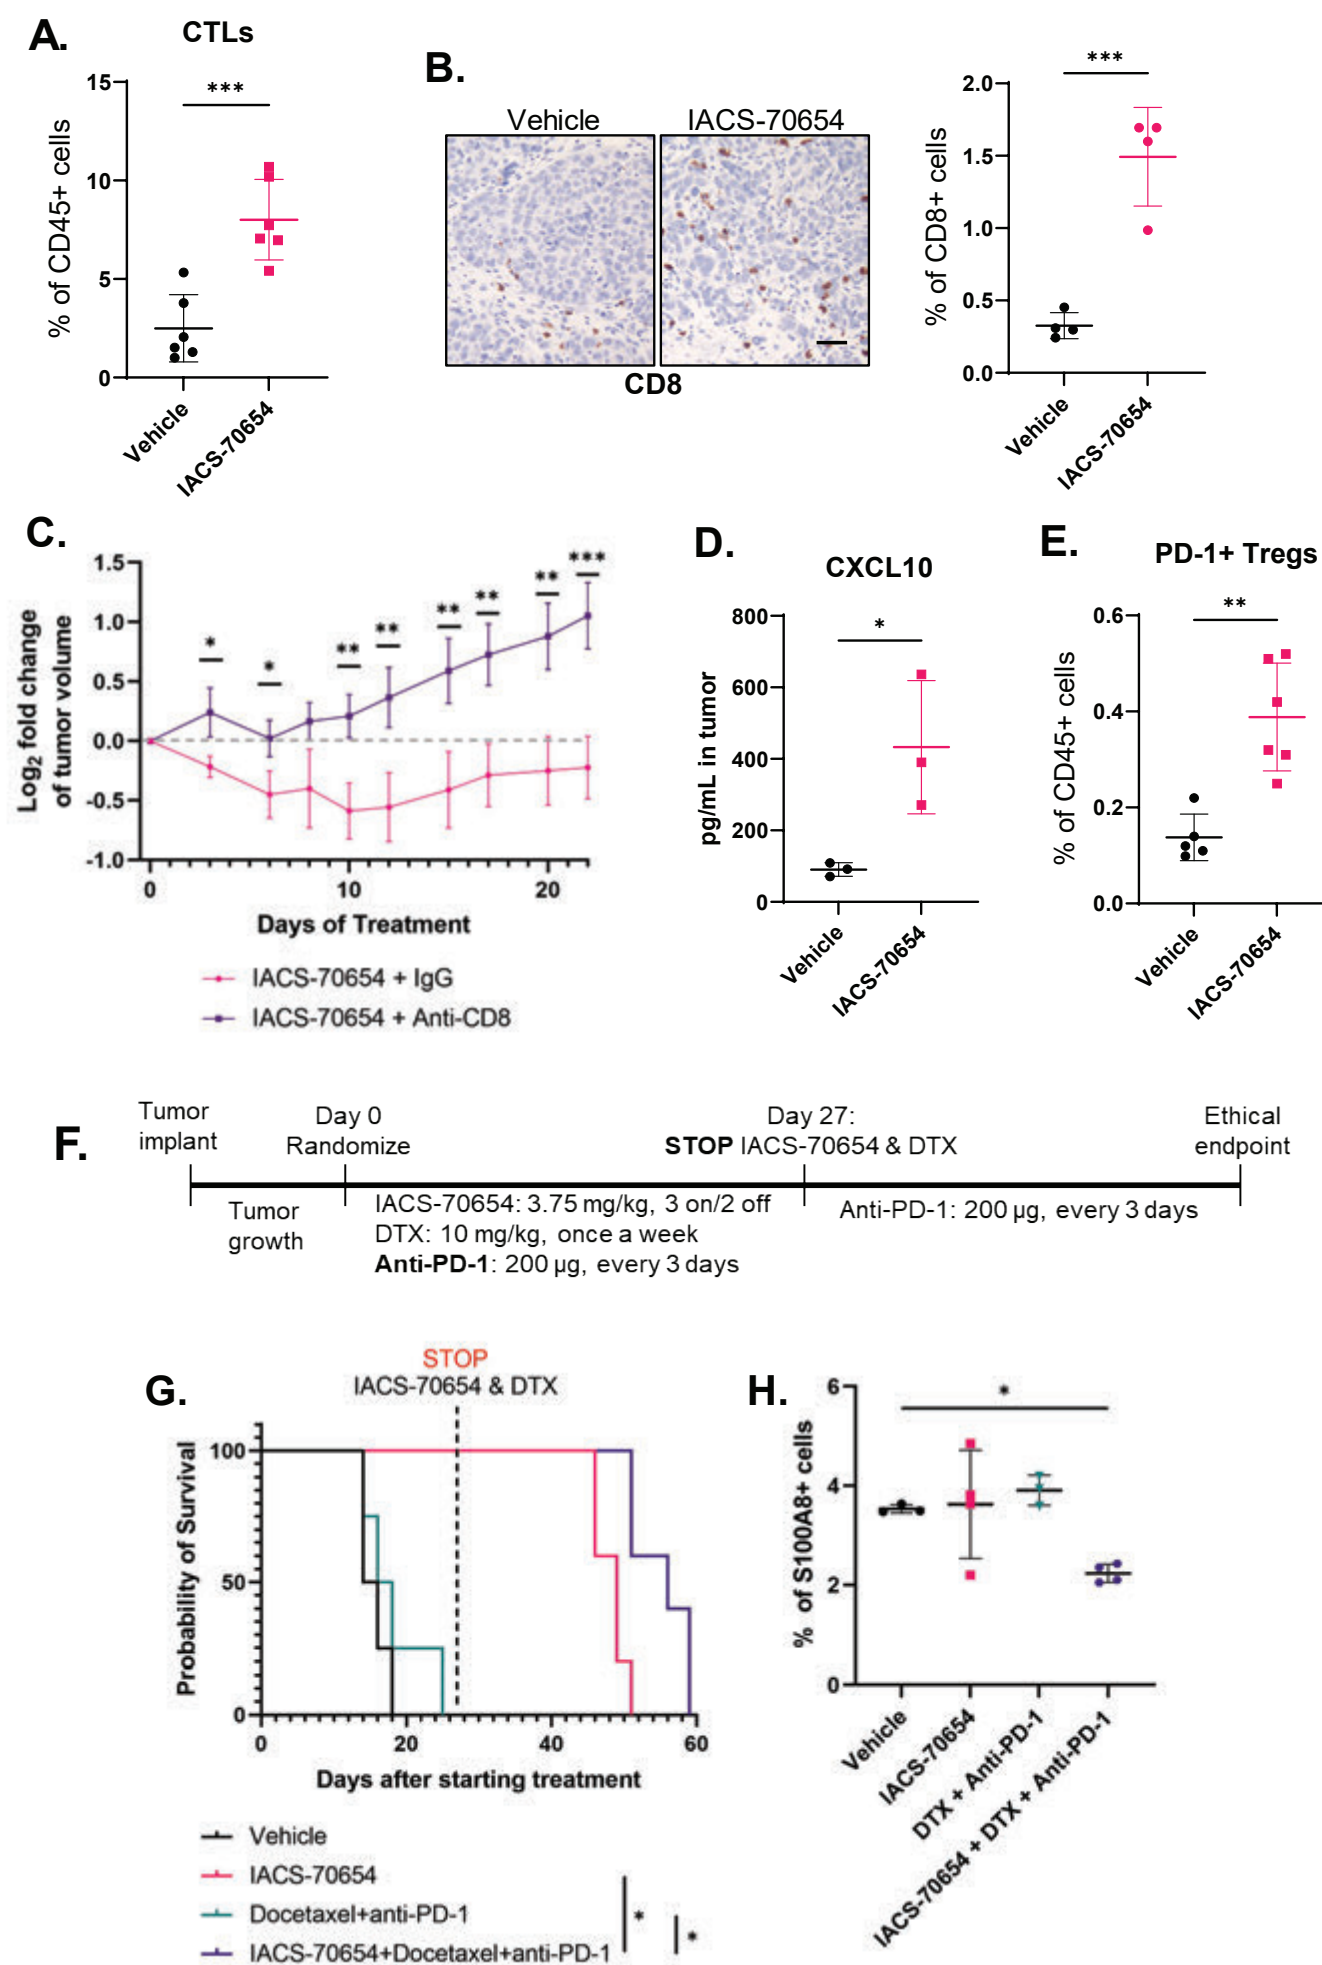 A.
CTLs
***
% of CD45+ cells
15
10
5
0
Vehicle
IACS-70654
B.
Vehicle
IACS-70654
CD8
***
% of CD8+ cells
2.0
1.5
1.0
0.5
0.0
Vehicle
IACS-70654
C.
Log2 fold change
of tumor volume
1.5
1.0
0.5
0.0
-0.5
-1.0
*
*
**
**
**
**
**
***
0
10
20
Days of Treatment
IACS-70654 + IgG
IACS-70654 + Anti-CD8
D.
CXCL10
*
pg/mL in tumor
800
600
400
200
0
Vehicle
IACS-70654
E.
PD-1+ Tregs
**
% of CD45+ cells
0.6
0.4
0.2
0.0
Vehicle
IACS-70654
F.
Tumor
implant
Day 0
Randomize
Day 27:
STOP IACS-70654 & DTX
Ethical
endpoint
Tumor
growth
IACS-70654: 3.75 mg/kg, 3 on/2 off
DTX: 10 mg/kg, once a week
Anti-PD-1: 200 µg, every 3 days
Anti-PD-1: 200 µg, every 3 days
G.
STOP
IACS-70654 & DTX
Probability of Survival
100
50
0
0
20
40
60
Days after starting treatment
Vehicle
IACS-70654
Docetaxel+anti-PD-1
IACS-70654+Docetaxel+anti-PD-1
*
*
H.
*
% of S100A8+ cells
6
4
2
0
Vehicle
IACS-70654
DTX + Anti-PD-1
IACS-70654 + DTX + Anti-PD-1